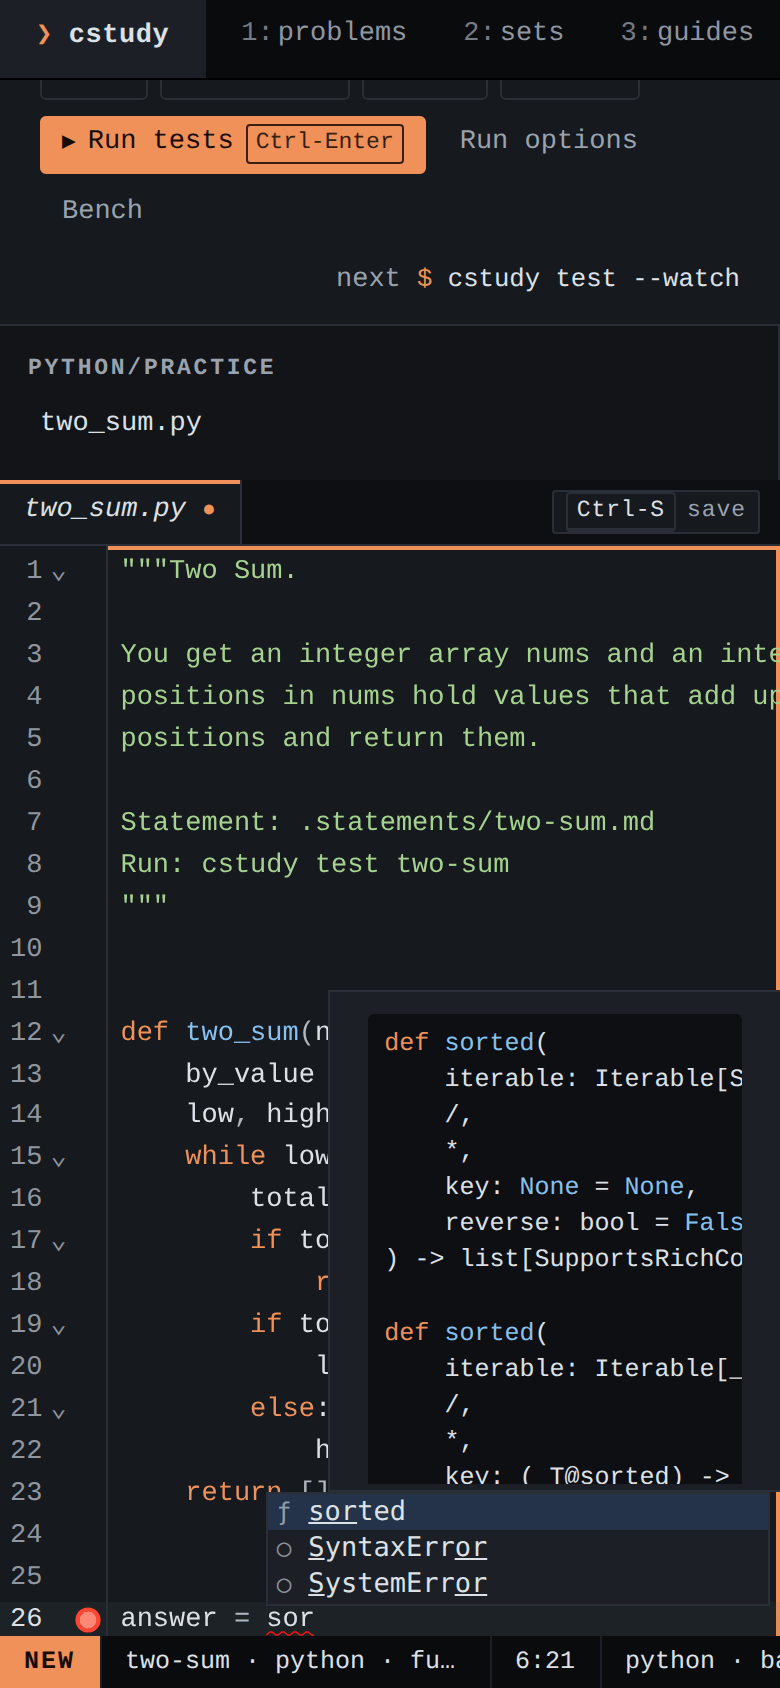 ❯ cstudy 1:problems 2:sets 3:guides
▶ Run tests Ctrl-Enter Run options
Bench
next $ cstudy test --watch
PYTHON/PRACTICE
two_sum.py
two_sum.py ● Ctrl-S save
1 """Two Sum.
2
3 You get an integer array nums and an inte
4 positions in nums hold values that add up
5 positions and return them.
6
7 Statement: .statements/two-sum.md
8 Run: cstudy test two-sum
9 """
10
11
12 def two_sum(n
13 by_value
14 low, high
15 while low
16 total
17 if to
18 r
19 if to
20 l
21 else:
22 h
23 return []
24
25
26 answer = sor
def sorted(
iterable: Iterable[S
/,
*,
key: None = None,
reverse: bool = Fals
) -> list[SupportsRichCo
def sorted(
iterable: Iterable[_
/,
*,
key: (_T@sorted) ->
ƒ sorted
○ SyntaxError
○ SystemError
NEW two-sum · python · fu… 6:21 python · ba